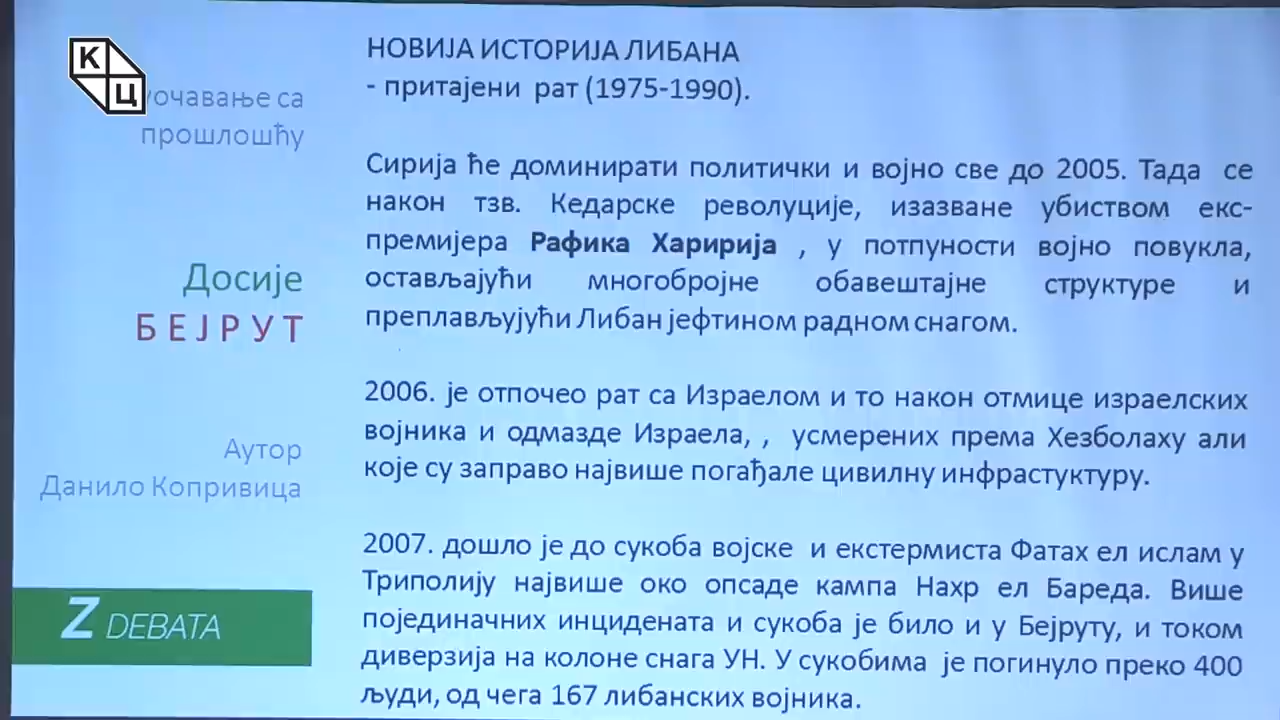 К
Ц
уочавање са
прошлошћу
Досије
БЕЈРУТ
Аутор
Данило Копривица
Z DEBATA
НОВИЈА ИСТОРИЈА ЛИБАНА
- притајени рат (1975-1990).
Сирија ће доминирати политички и војно све до 2005. Тада се
након тзв. Кедарске револуције, изазване убиством екс-
премијера Рафика Харирија , у потпуности војно повукла,
остављајући многобројне обавештајне структуре и
преплављујући Либан јефтином радном снагом.
2006. је отпочео рат са Израелом и то након отмице израелских
војника и одмазде Израела, , усмерених према Хезболаху али
које су заправо највише погађале цивилну инфрастуктуру.
2007. дошло је до сукоба војске и екстермиста Фатах ел ислам у
Триполију највише око опсаде кампа Нахр ел Бареда. Више
појединачних инцидената и сукоба је било и у Бејруту, и током
диверзија на колоне снага УН. У сукобима је погинуло преко 400
људи, од чега 167 либанских војника.